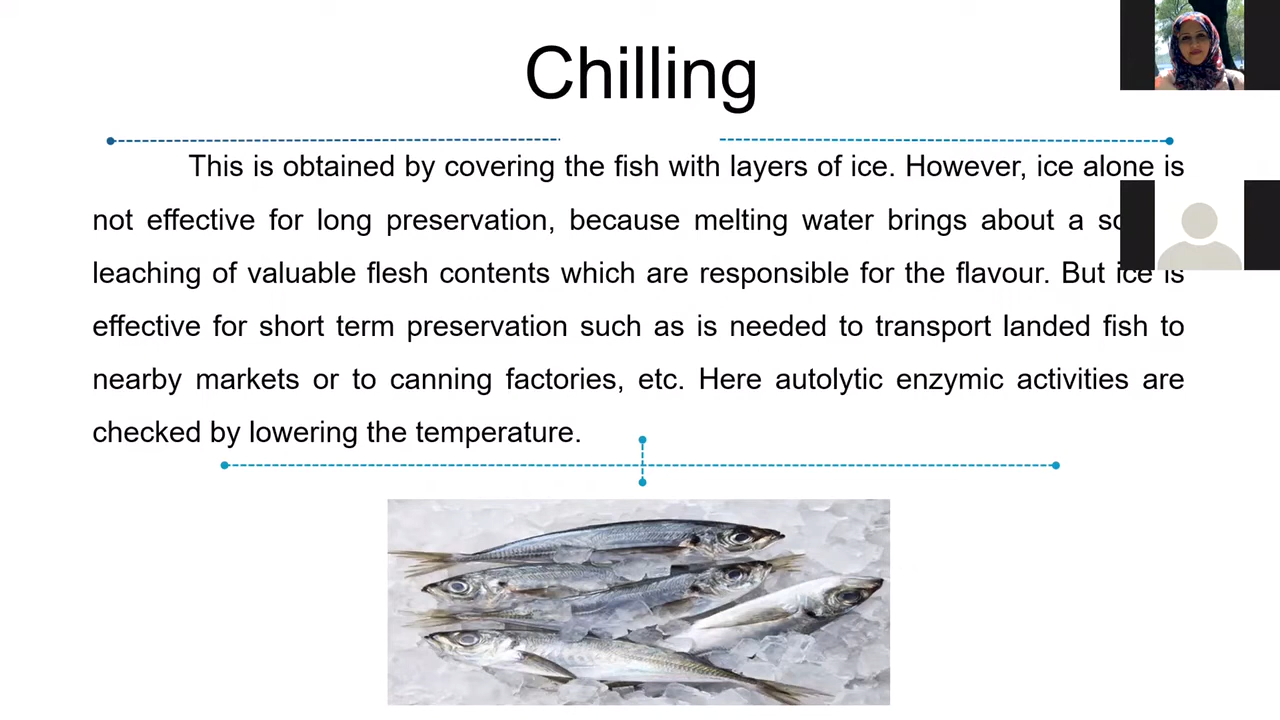 Chilling
This is obtained by covering the fish with layers of ice. However, ice alone is
not effective for long preservation, because melting water brings about a
leaching of valuable flesh contents which are responsible for the flavour. But ice is
effective for short term preservation such as is needed to transport landed fish to
nearby markets or to canning factories, etc. Here autolytic enzymic activities are
checked by lowering the temperature.